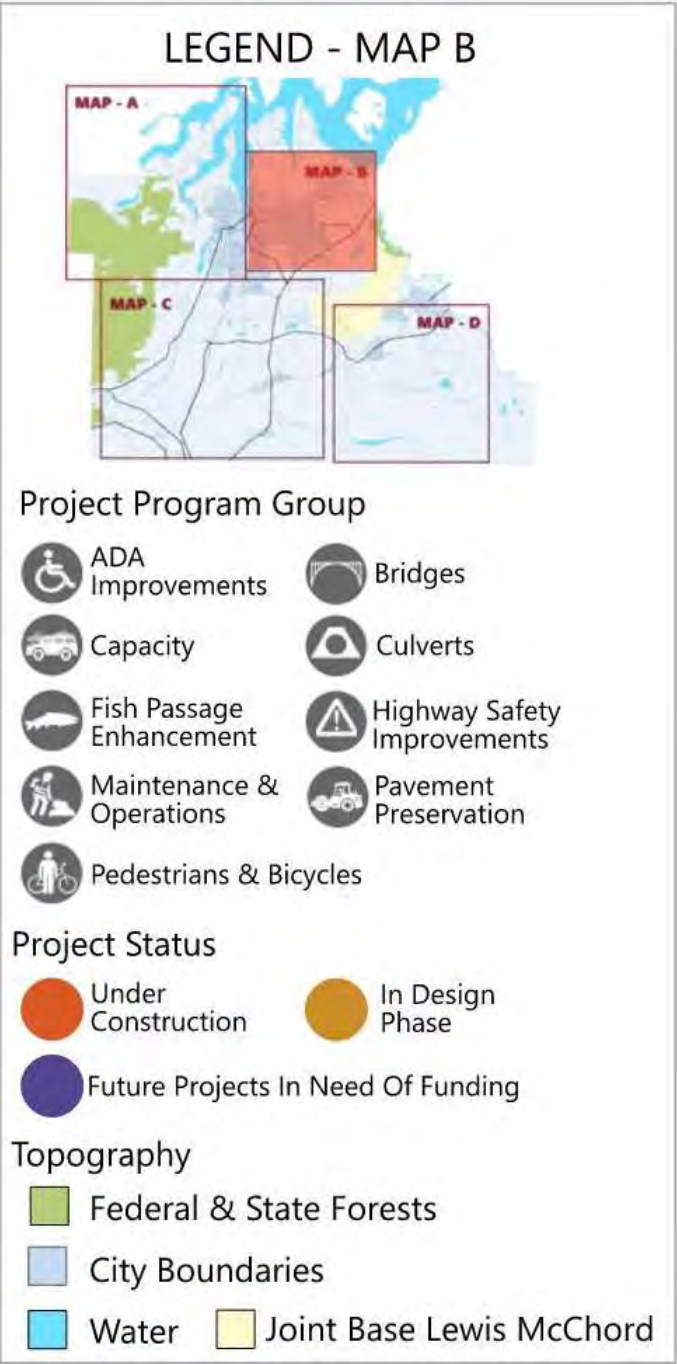 LEGEND - MAP B
MAP - A
MAP - B
MAP - C
MAP - D
Project Program Group
ADA
Improvements
Bridges
Capacity
Culverts
Fish Passage
Enhancement
Highway Safety
Improvements
Maintenance &
Operations
Pavement
Preservation
Pedestrians & Bicycles
Project Status
Under
Construction
In Design
Phase
Future Projects In Need Of Funding
Topography
Federal & State Forests
City Boundaries
Water
Joint Base Lewis McChord